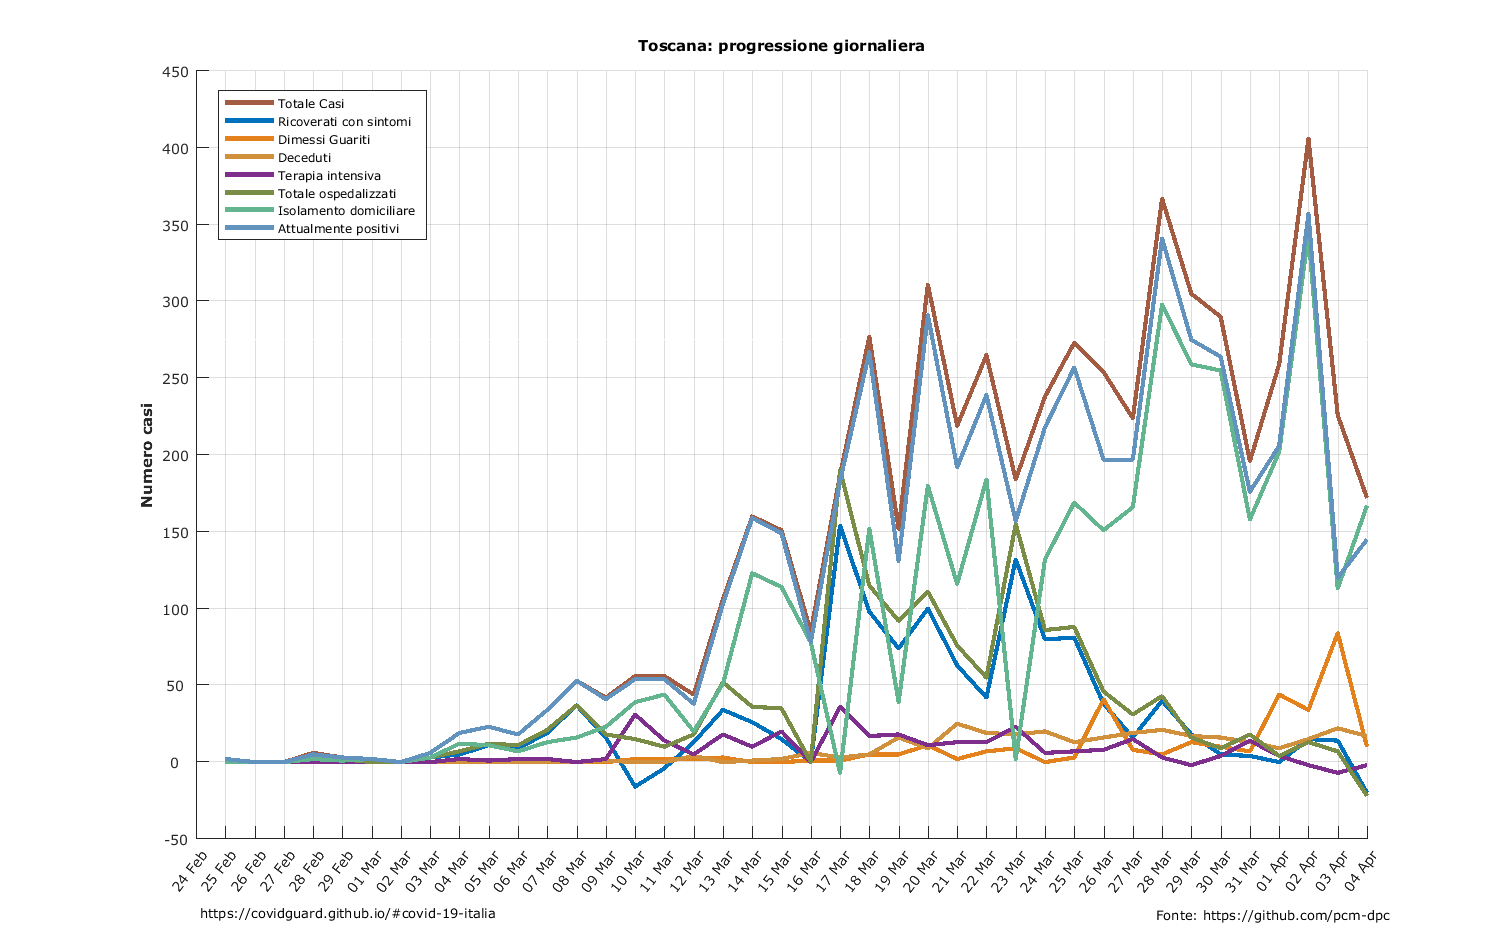 Toscana: progressione giornaliera
450
400
350
300
250
200
150
100
50
0
-50
Numero casi
Totale Casi
Ricoverati con sintomi
Dimessi Guariti
Deceduti
Terapia intensiva
Totale ospedalizzati
Isolamento domiciliare
Attualmente positivi
24 Feb
25 Feb
26 Feb
27 Feb
28 Feb
29 Feb
01 Mar
02 Mar
03 Mar
04 Mar
05 Mar
06 Mar
07 Mar
08 Mar
09 Mar
10 Mar
11 Mar
12 Mar
13 Mar
14 Mar
15 Mar
16 Mar
17 Mar
18 Mar
19 Mar
20 Mar
21 Mar
22 Mar
23 Mar
24 Mar
25 Mar
26 Mar
27 Mar
28 Mar
29 Mar
30 Mar
31 Mar
01 Apr
02 Apr
03 Apr
04 Apr
https://covidguard.github.io/#covid-19-italia
Fonte: https://github.com/pcm-dpc